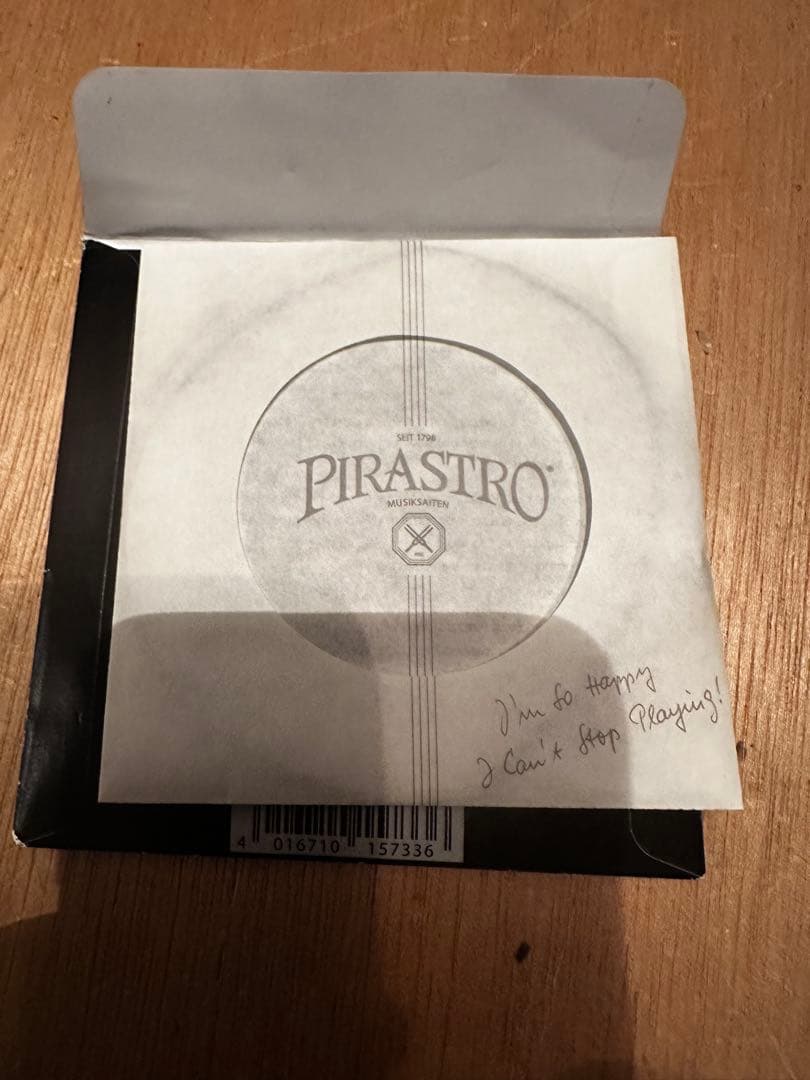 SEIT 1798
PIRASTRO®
MUSIKSAITEN
I'm so Happy
I Can't Stop Playing!
4 016710 157336